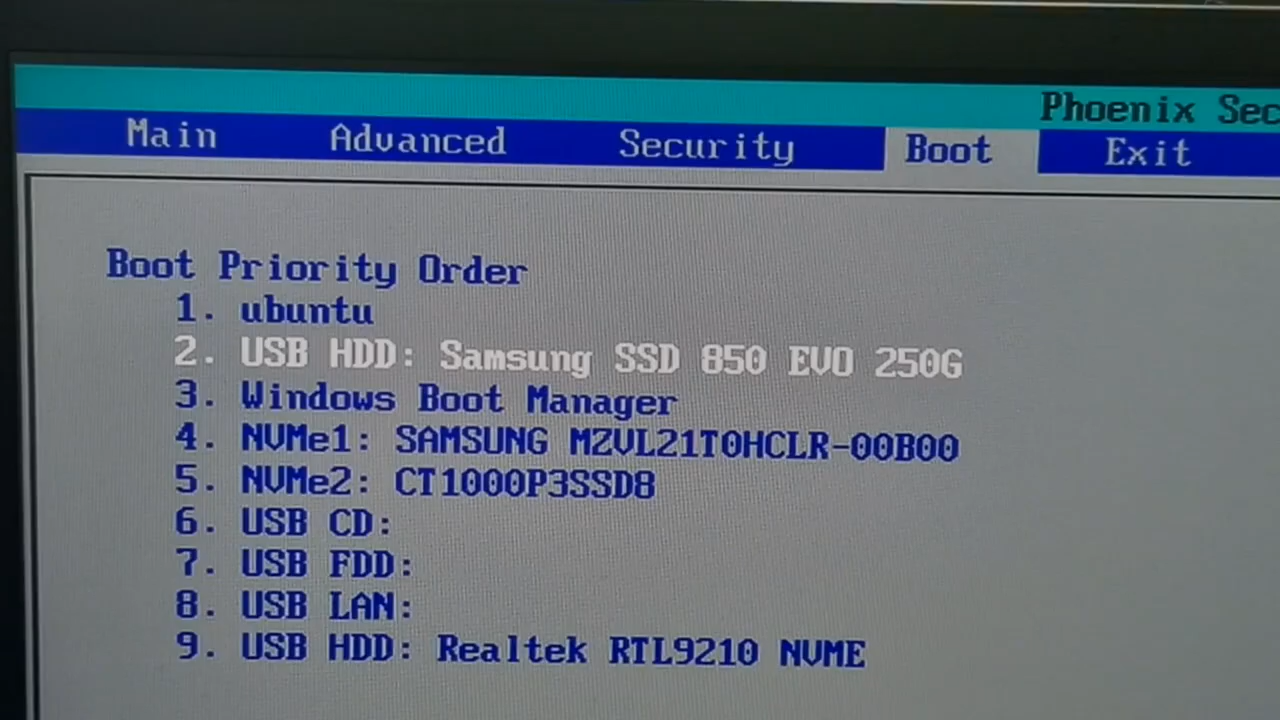 Phoenix Sec
Main Advanced Security Boot Exit
Boot Priority Order
1. ubuntu
2. USB HDD: Samsung SSD 850 EVO 250G
3. Windows Boot Manager
4. NVMe1: SAMSUNG MZVL21T0HCLR-00B00
5. NVMe2: CT1000P3SSD8
6. USB CD:
7. USB FDD:
8. USB LAN:
9. USB HDD: Realtek RTL9210 NVME